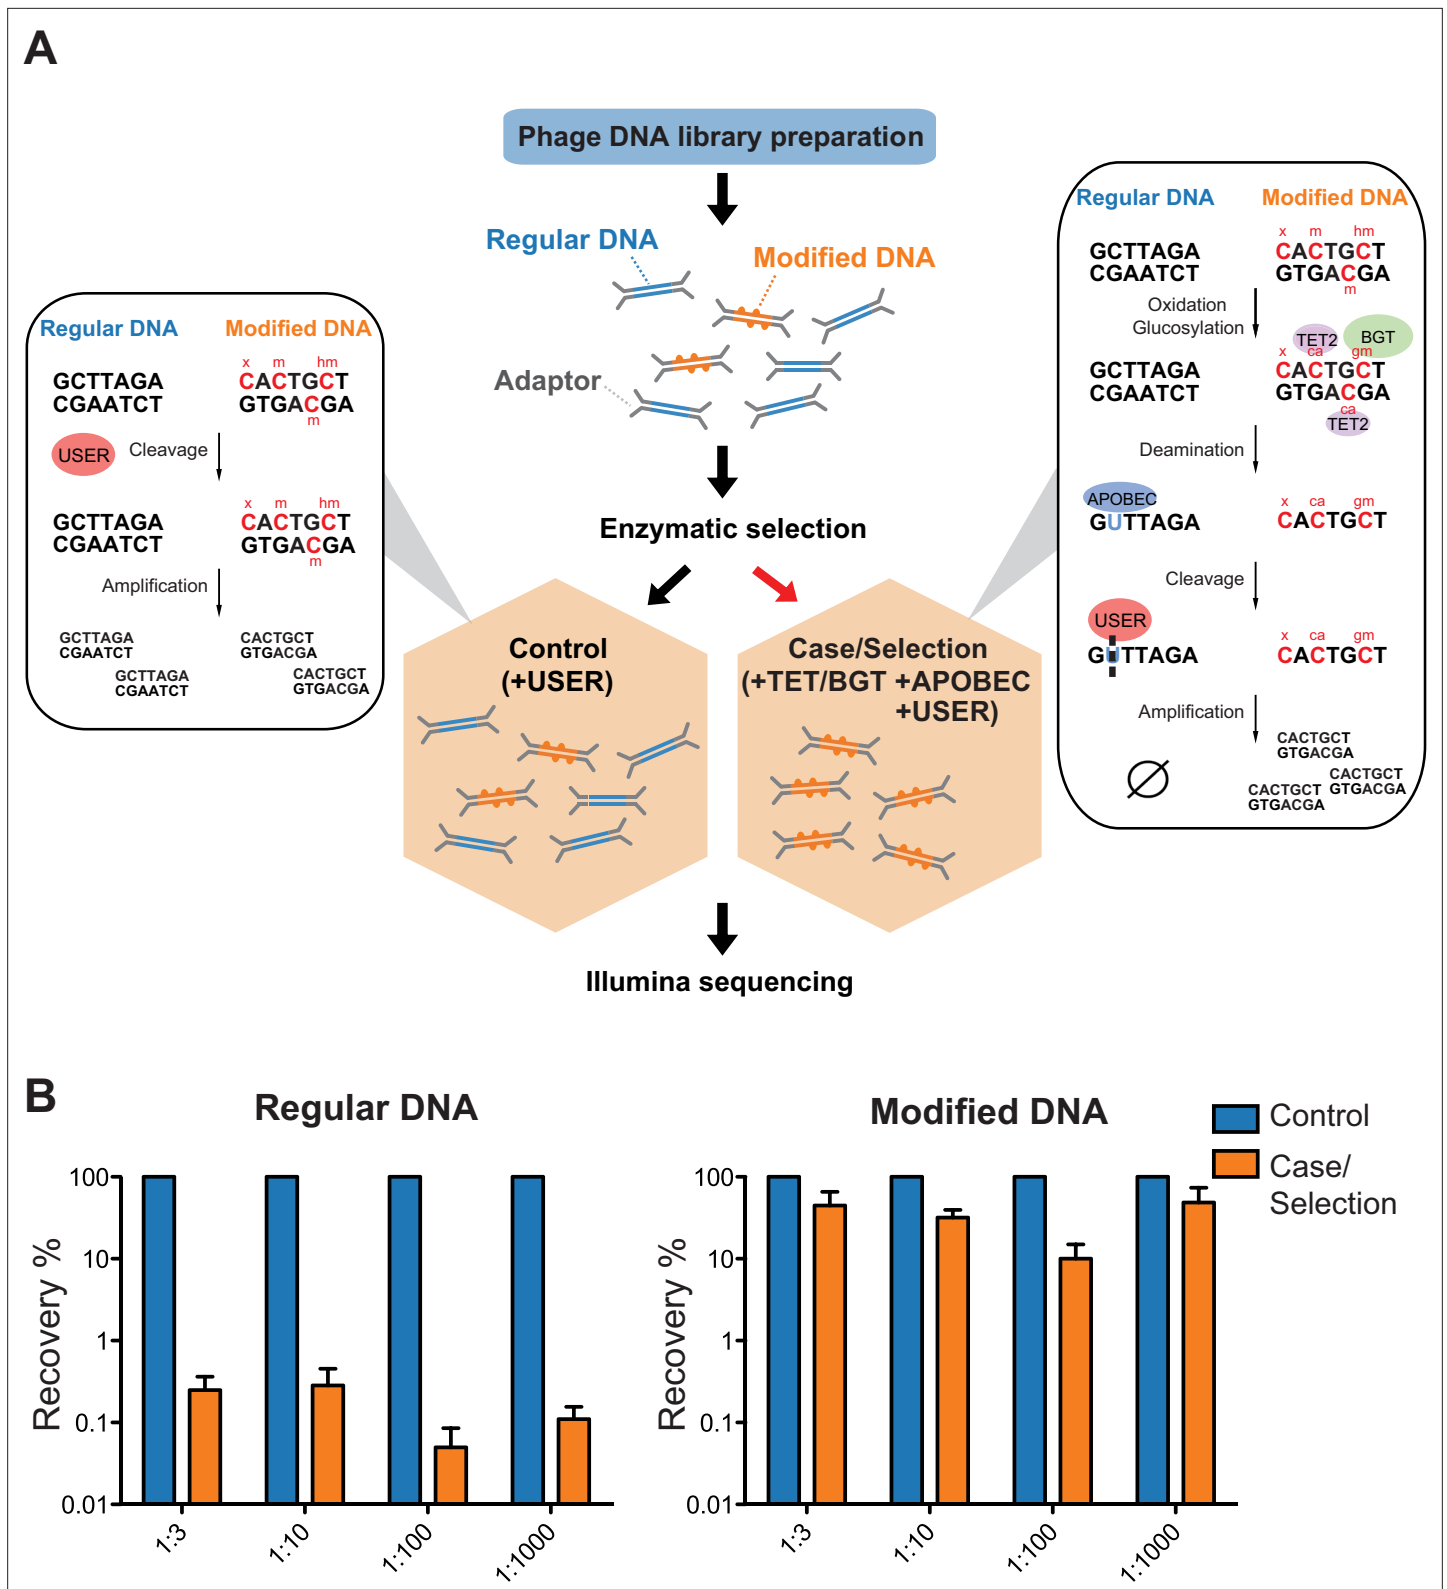 A
Phage DNA library preparation
Regular DNA
Modified DNA
Adaptor
Enzymatic selection
Control
(+USER)
Case/Selection
(+TET/BGT +APOBEC
+USER)
Illumina sequencing
Regular DNA Modified DNA
x m hm
GCTTAGA CACTGCT
CGAATCT GTGACGA
m
USER Cleavage
x m hm
GCTTAGA CACTGCT
CGAATCT GTGACGA
m
Amplification
GCTTAGA CACTGCT
CGAATCT GTGACGA
GCTTAGA CACTGCT
CGAATCT GTGACGA
Regular DNA Modified DNA
x m hm
GCTTAGA CACTGCT
CGAATCT GTGACGA
m
Oxidation
Glucosylation
TET2 BGT
x ca gm
GCTTAGA CACTGCT
CGAATCT GTGACGA
ca
TET2
Deamination
APOBEC
x ca gm
GUTTAGA CACTGCT
Cleavage
USER
x ca gm
GUTTAGA CACTGCT
Amplification
CACTGCT
GTGACGA
CACTGCT
GTGACGA
CACTGCT
GTGACGA
B
Regular DNA
Recovery %
100
10
1
0.1
0.01
1:3
1:10
1:100
1:1000
Modified DNA
Recovery %
100
10
1
0.1
0.01
1:3
1:10
1:100
1:1000
Control
Case/
Selection